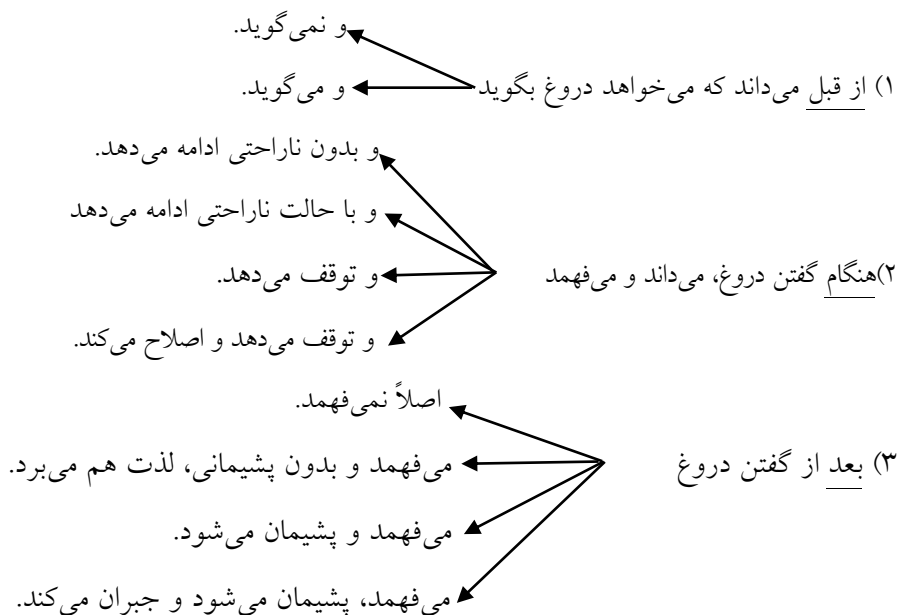 و نمی‌گوید.
۱) از قبل می‌داند که می‌خواهد دروغ بگوید
و می‌گوید.
و بدون ناراحتی ادامه می‌دهد.
و با حالت ناراحتی ادامه می‌دهد
۲)هنگام گفتن دروغ، می‌داند و می‌فهمد
و توقف می‌دهد.
و توقف می‌دهد و اصلاح می‌کند.
اصلاً نمی‌فهمد.
۳) بعد از گفتن دروغ
می‌فهمد و بدون پشیمانی، لذت هم می‌برد.
می‌فهمد و پشیمان می‌شود.
می‌فهمد، پشیمان می‌شود و جبران می‌کند.